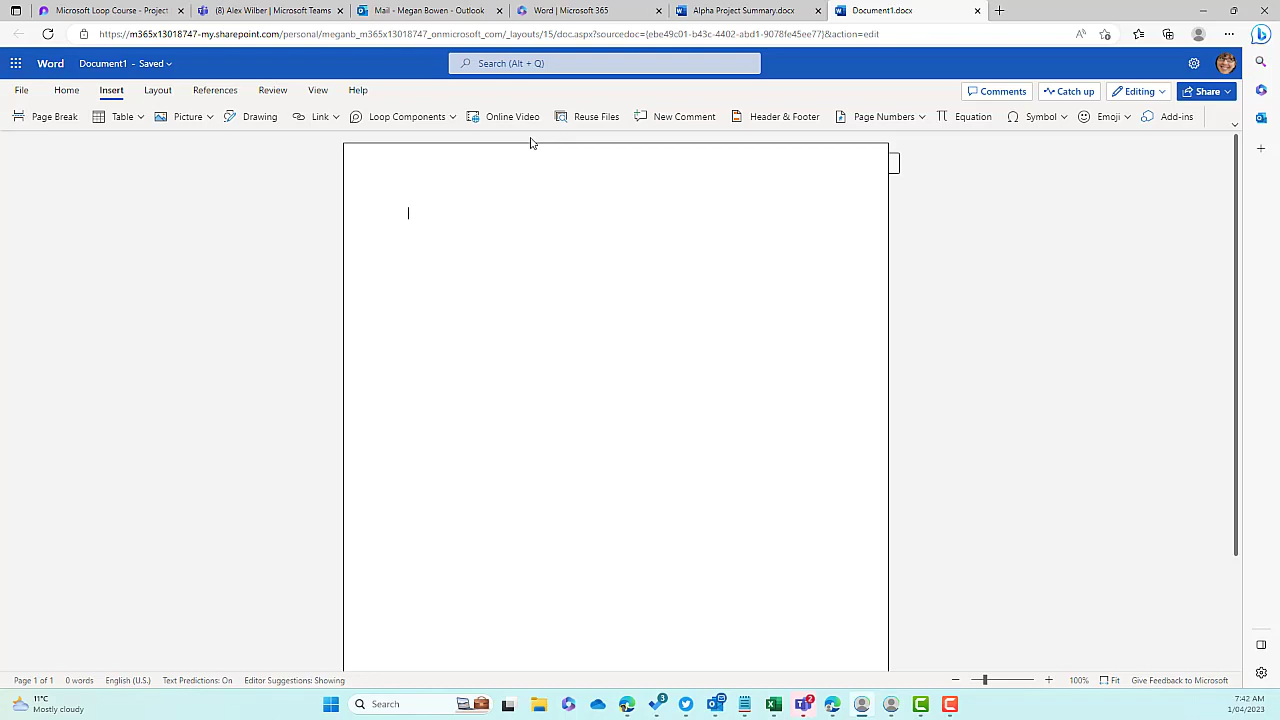 Microsoft Loop Course - Project
(8) Alex Wilber | Microsoft Teams
Mail - Megan Bowen - Outlook
Word | Microsoft 365
Alpha Project Summary.docx
Document1.docx
https://m365x13018747-my.sharepoint.com/personal/meganb_m365x13018747_onmicrosoft_com/_layouts/15/doc.aspx?sourcedoc={ebe49c01-b43c-4402-abd1-9078fe45ee77}&action=edit
Word
Document1 - Saved
Search (Alt + Q)
File
Home
Insert
Layout
References
Review
View
Help
Comments
Catch up
Editing
Share
Page Break
Table
Picture
Drawing
Link
Loop Components
Online Video
Reuse Files
New Comment
Header & Footer
Page Numbers
Equation
Symbol
Emoji
Add-ins
Page 1 of 1
0 words
English (U.S.)
Text Predictions: On
Editor Suggestions: Showing
100%
Fit
Give Feedback to Microsoft
11°C
Mostly cloudy
Search
3
2
7:42 AM
1/04/2023